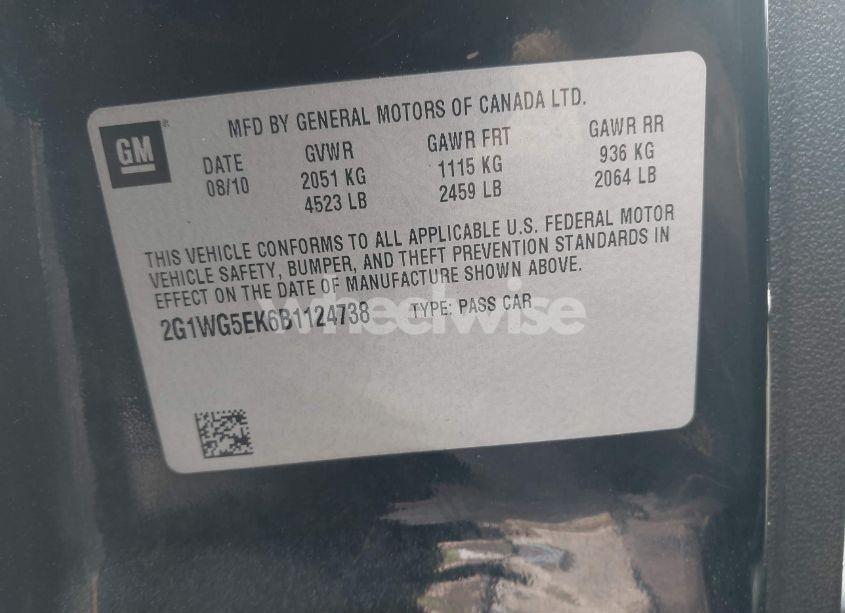 MFD BY GENERAL MOTORS OF CANADA LTD.
GM
DATE GVWR GAWR FRT GAWR RR
08/10 2051 KG 1115 KG 936 KG
4523 LB 2459 LB 2064 LB
THIS VEHICLE CONFORMS TO ALL APPLICABLE U.S. FEDERAL MOTOR
VEHICLE SAFETY, BUMPER, AND THEFT PREVENTION STANDARDS IN
EFFECT ON THE DATE OF MANUFACTURE SHOWN ABOVE.
2G1WG5EK6B1124738 TYPE: PASS CAR
wheelwise